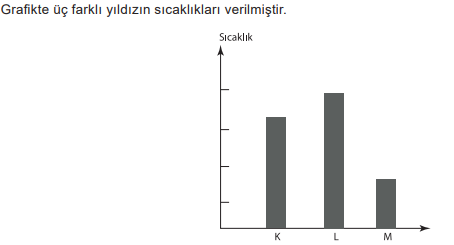 Grafikte üç farklı yıldızın sıcaklıkları verilmiştir.
Sıcaklık
K L M